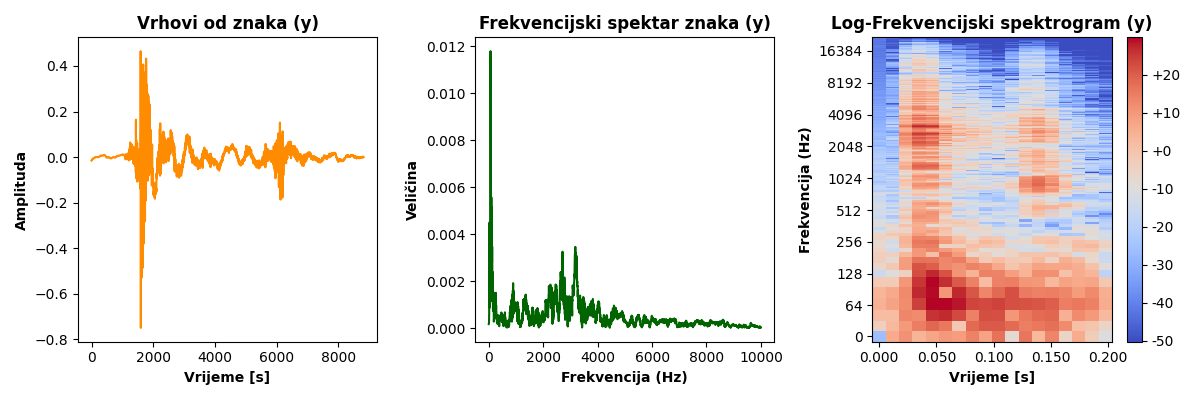 Vrhovi od znaka (y)
Amplituda
0.4
0.2
0.0
−0.2
−0.4
−0.6
−0.8
0 2000 4000 6000 8000
Vrijeme [s]
Frekvencijski spektar znaka (y)
Veličina
0.012
0.010
0.008
0.006
0.004
0.002
0.000
0 2000 4000 6000 8000 10000
Frekvencija (Hz)
Log-Frekvencijski spektrogram (y)
Frekvencija (Hz)
16384
8192
4096
2048
1024
512
256
128
64
0
0.000 0.050 0.100 0.150 0.200
Vrijeme [s]
+20
+10
+0
-10
-20
-30
-40
-50